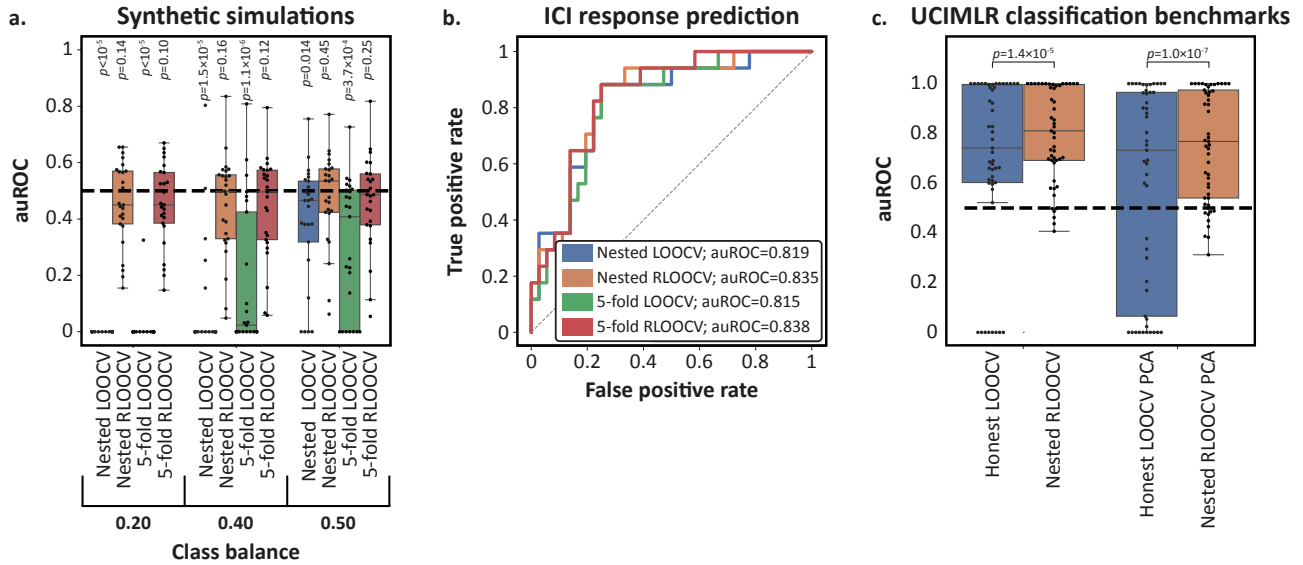 a.
Synthetic simulations
auROC
1
0.8
0.6
0.4
0.2
0
p<10⁻⁵
p=0.14
p<10⁻⁵
p=0.10
p=1.5×10⁻⁵
p=0.16
p=1.1×10⁻⁶
p=0.12
p=0.014
p=0.45
p=3.7×10⁻⁴
p=0.25
Nested LOOCV
Nested RLOOCV
5-fold LOOCV
5-fold RLOOCV
Nested LOOCV
Nested RLOOCV
5-fold LOOCV
5-fold RLOOCV
Nested LOOCV
Nested RLOOCV
5-fold LOOCV
5-fold RLOOCV
0.20
0.40
0.50
Class balance
b.
ICI response prediction
True positive rate
1
0.8
0.6
0.4
0.2
0
Nested LOOCV; auROC=0.819
Nested RLOOCV; auROC=0.835
5-fold LOOCV; auROC=0.815
5-fold RLOOCV; auROC=0.838
0 0.2 0.4 0.6 0.8 1
False positive rate
c.
UCIMLR classification benchmarks
auROC
p=1.4×10⁻⁵
p=1.0×10⁻⁷
1.0
0.8
0.6
0.4
0.2
0
Honest LOOCV
Nested RLOOCV
Honest LOOCV PCA
Nested RLOOCV PCA